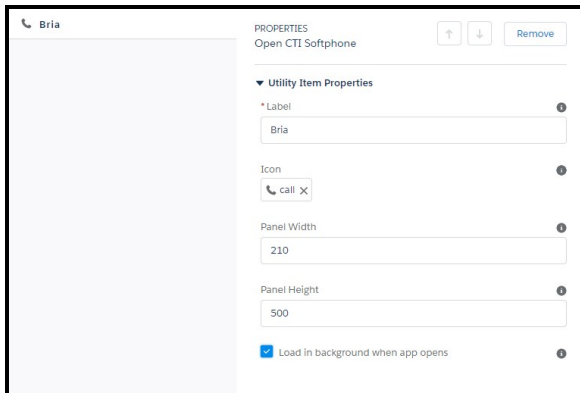 Bria
PROPERTIES
Open CTI Softphone
Remove
Utility Item Properties
* Label
Bria
Icon
call
Panel Width
210
Panel Height
500
Load in background when app opens